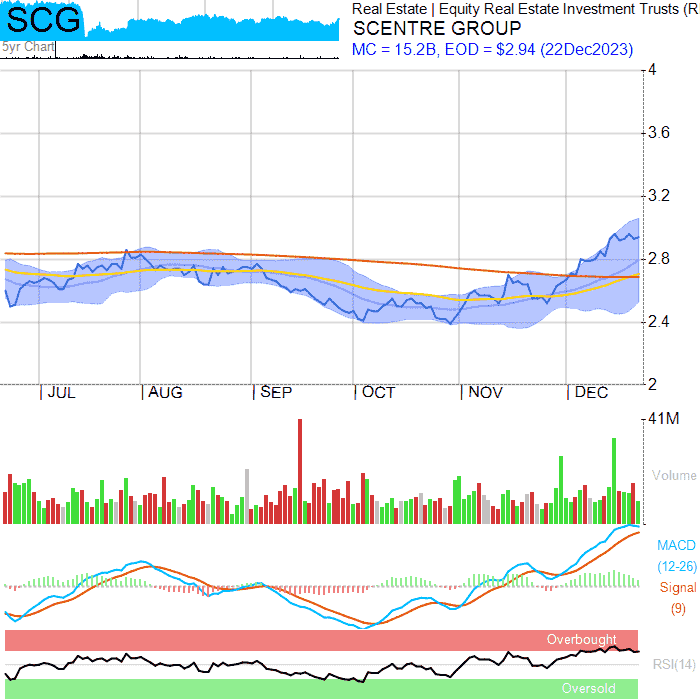 SCG
Real Estate | Equity Real Estate Investment Trusts (R
SCENTRE GROUP
5yr Chart
MC = 15.2B, EOD = $2.94 (22Dec2023)
4
3.6
3.2
2.8
2.4
2
JUL AUG SEP OCT NOV DEC
41M
Volume
MACD
(12-26)
Signal
(9)
Overbought
RSI(14)
Oversold